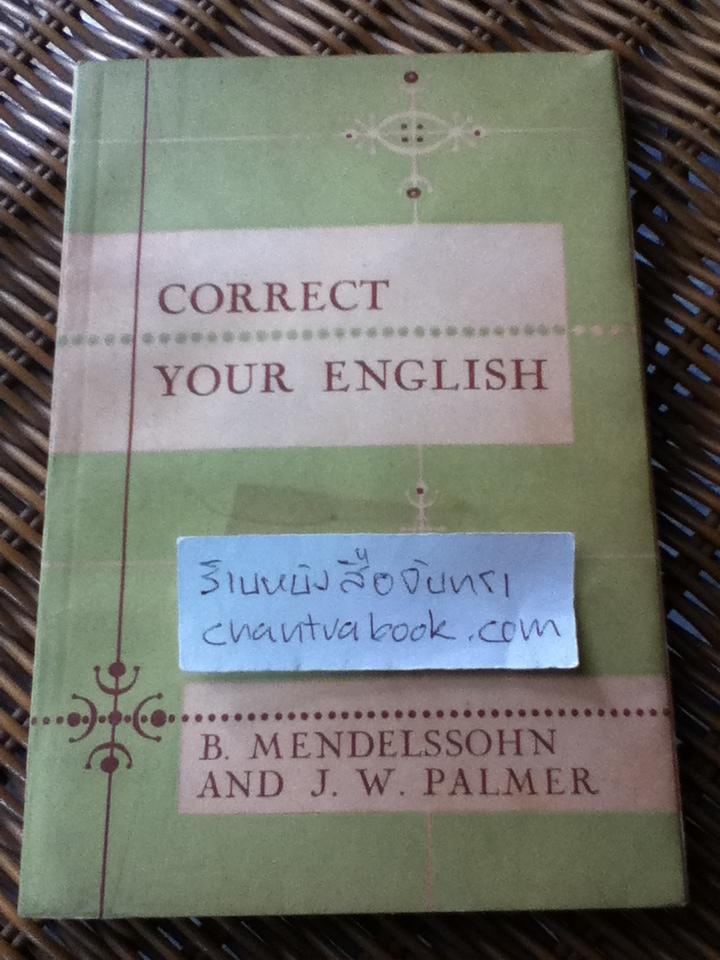 CORRECT
YOUR ENGLISH
ร้านหนังสือจันทรา
chantrabook.com
B. MENDELSSOHN
AND J. W. PALMER